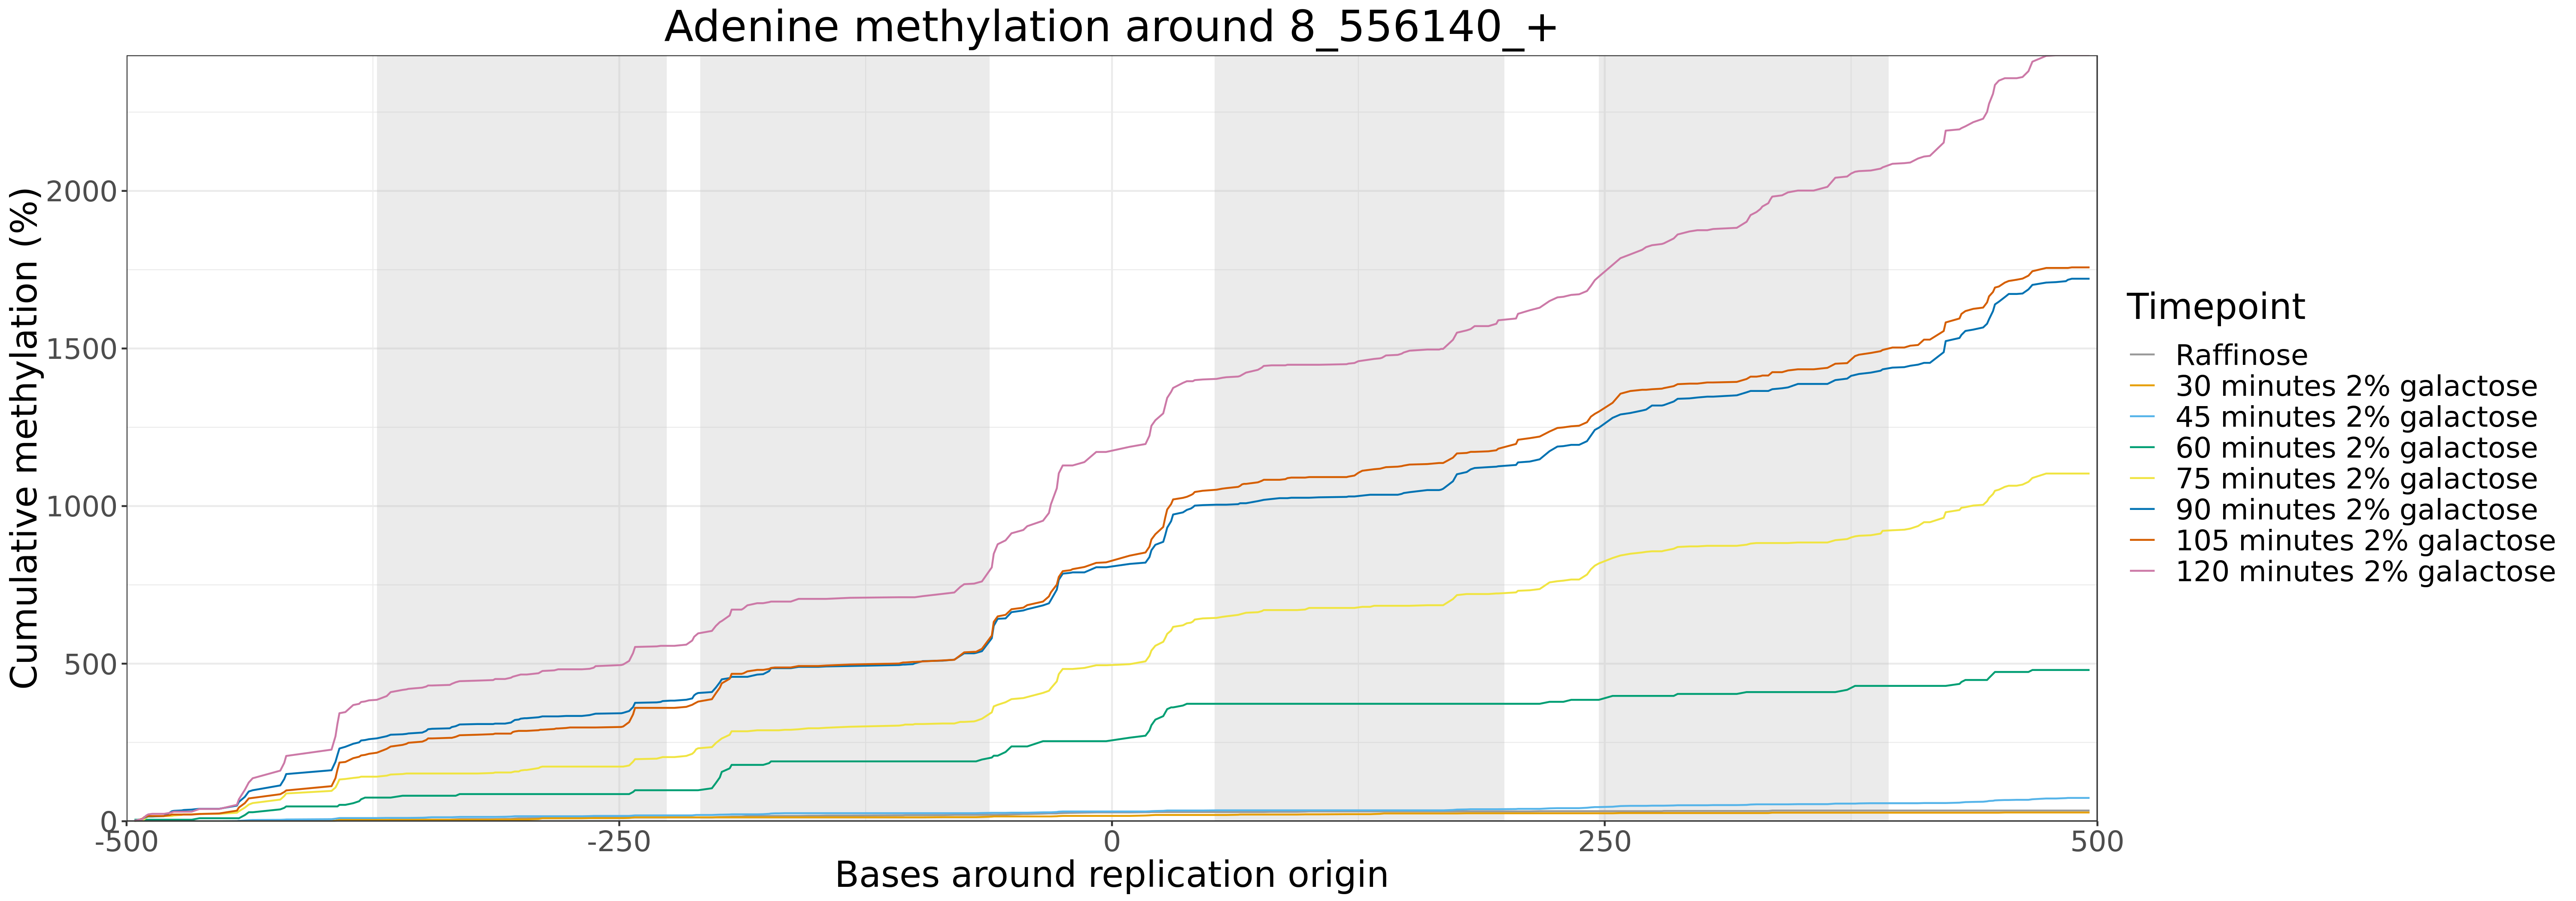 Adenine methylation around 8_556140_+
Cumulative methylation (%)
2000
1500
1000
500
0
-500
-250
0
250
500
Bases around replication origin
Timepoint
Raffinose
30 minutes 2% galactose
45 minutes 2% galactose
60 minutes 2% galactose
75 minutes 2% galactose
90 minutes 2% galactose
105 minutes 2% galactose
120 minutes 2% galactose